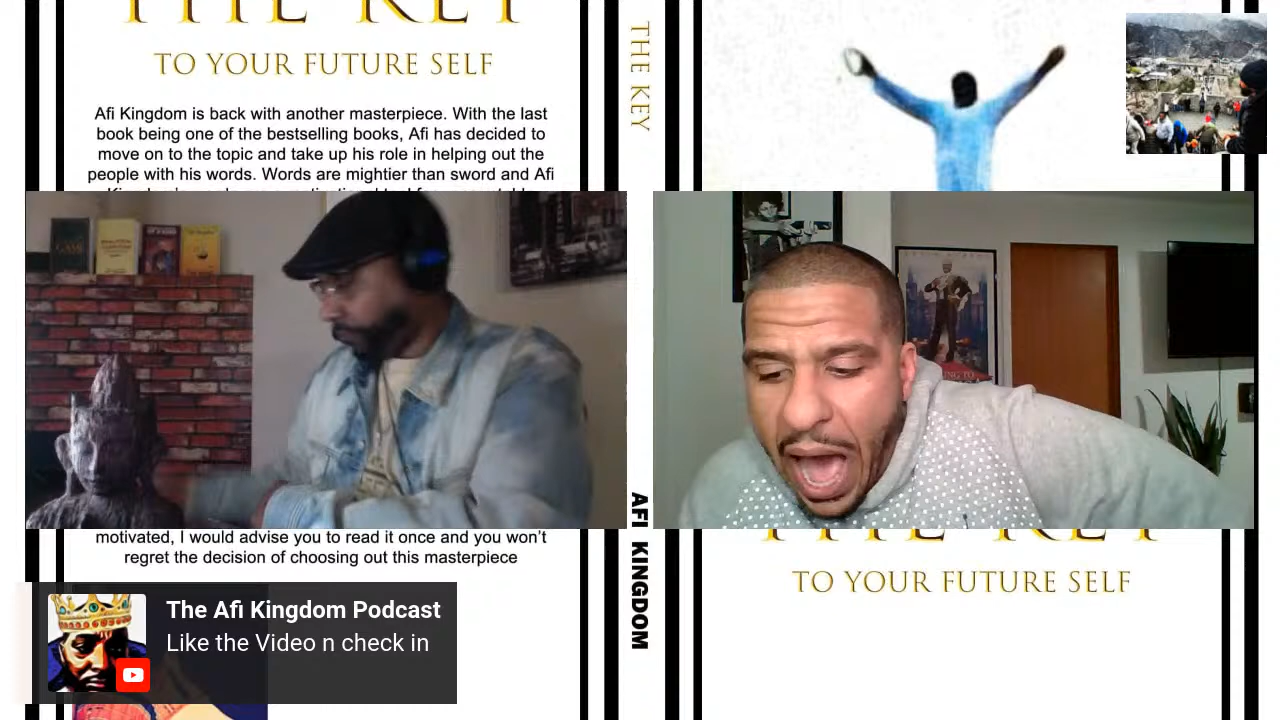 THE KEY
TO YOUR FUTURE SELF
Afi Kingdom is back with another masterpiece. With the last
book being one of the bestselling books, Afi has decided to
move on to the topic and take up his role in helping out the
people with his words. Words are mightier than sword and Afi
motivated, I would advise you to read it once and you won't
regret the decision of choosing out this masterpiece
The Afi Kingdom Podcast
Like the Video n check in
THE KEY
AFI KINGDOM
THE KEY
TO YOUR FUTURE SELF